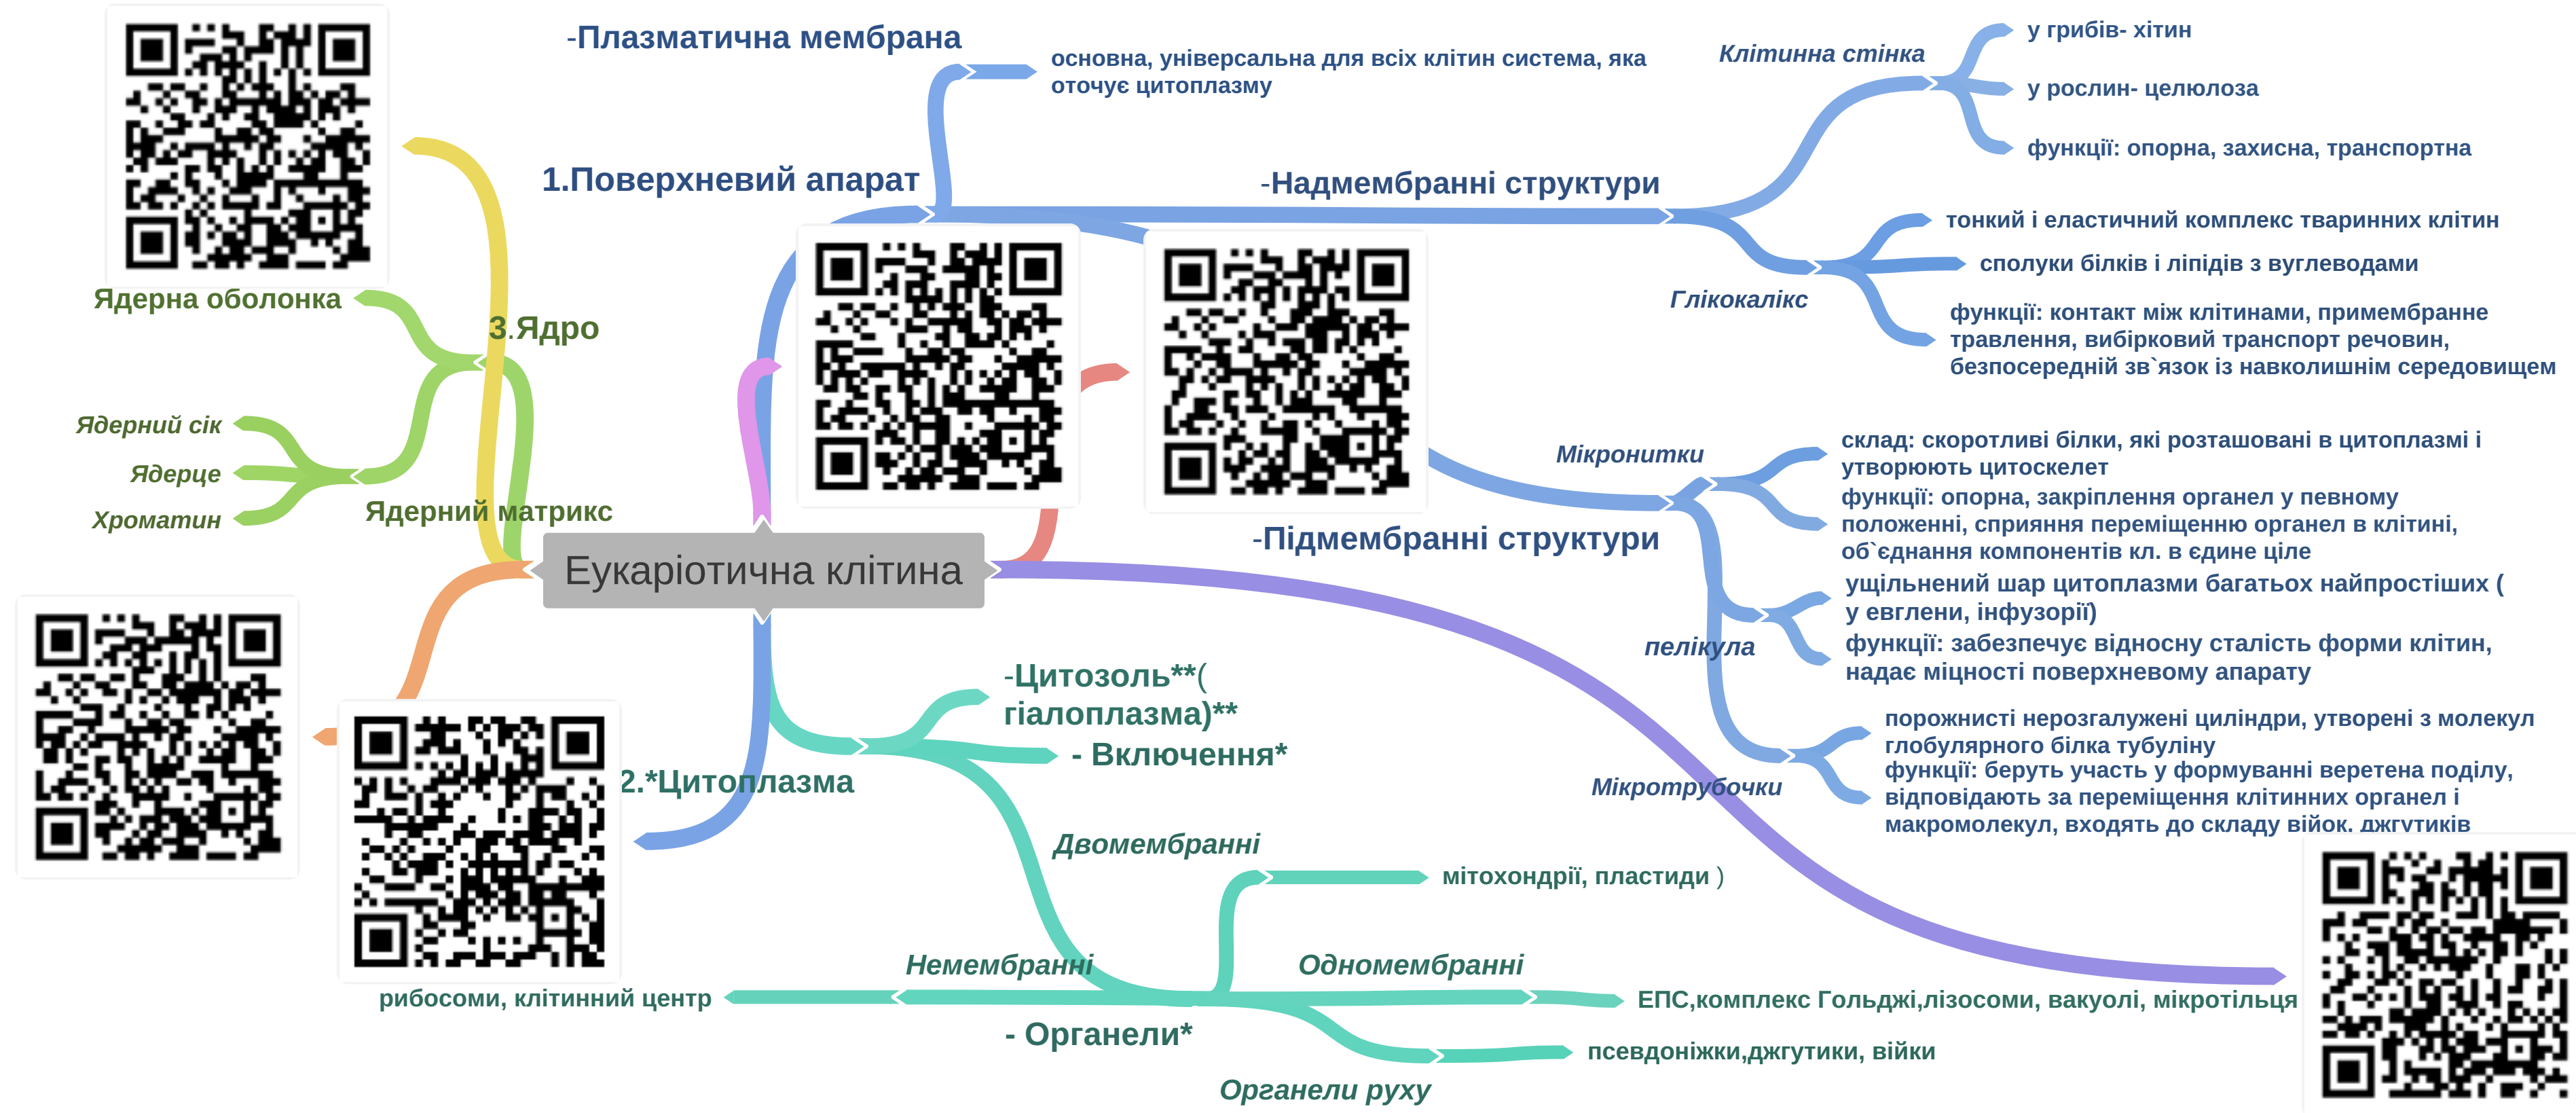 Еукаріотична клітина
1.Поверхневий апарат
-Плазматична мембрана
основна, універсальна для всіх клітин система, яка
оточує цитоплазму
-Надмембранні структури
Клітинна стінка
у грибів- хітин
у рослин- целюлоза
функції: опорна, захисна, транспортна
Глікокалікс
тонкий і еластичний комплекс тваринних клітин
сполуки білків і ліпідів з вуглеводами
функції: контакт між клітинами, примембранне
травлення, вибірковий транспорт речовин,
безпосередній зв`язок із навколишнім середовищем
-Підмембранні структури
Мікронитки
склад: скоротливі білки, які розташовані в цитоплазмі і
утворюють цитоскелет
функції: опорна, закріплення органел у певному
положенні, сприяння переміщенню органел в клітині,
об`єднання компонентів кл. в єдине ціле
пелікула
ущільнений шар цитоплазми багатьох найпростіших (
у евглени, інфузорії)
функції: забезпечує відносну сталість форми клітин,
надає міцності поверхневому апарату
Мікротрубочки
порожнисті нерозгалужені циліндри, утворені з молекул
глобулярного білка тубуліну
функції: беруть участь у формуванні веретена поділу,
відповідають за переміщення клітинних органел і
макромолекул, входять до складу війок, джгутиків
2.*Цитоплазма
-Цитозоль**(
гіалоплазма)**
- Включення*
- Органели*
Двомембранні
мітохондрії, пластиди )
Одномембранні
ЕПС,комплекс Гольджі,лізосоми, вакуолі, мікротільця
Немембранні
рибосоми, клітинний центр
Органели руху
псевдоніжки,джгутики, війки
3.Ядро
Ядерна оболонка
Ядерний матрикс
Ядерний сік
Ядерце
Хроматин